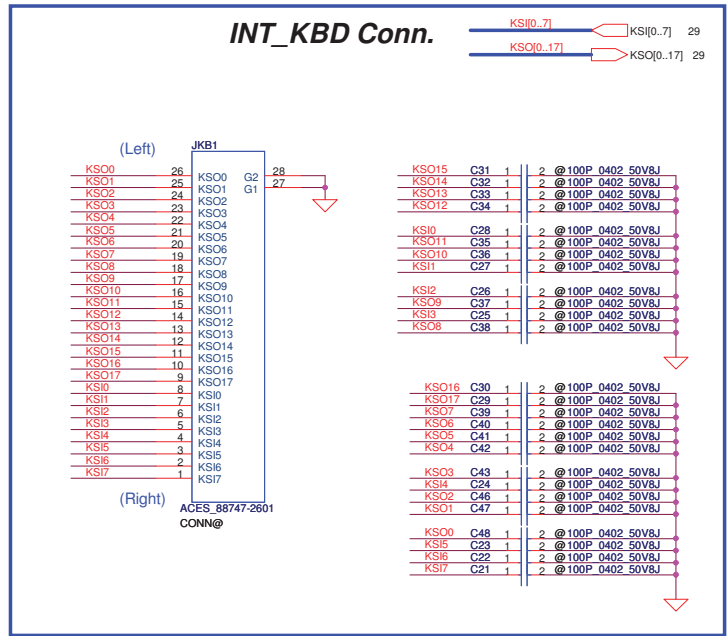 INT_KBD Conn.
KSI[0..7] KSI[0..7] 29
KSO[0..17] KSO[0..17] 29
(Left) JKB1
KSO0 26 KSO0 G2 28
KSO1 25 KSO1 G1 27
KSO2 24 KSO2
KSO3 23 KSO3
KSO4 22 KSO4
KSO5 21 KSO5
KSO6 20 KSO6
KSO7 19 KSO7
KSO8 18 KSO8
KSO9 17 KSO9
KSO10 16 KSO10
KSO11 15 KSO11
KSO12 14 KSO12
KSO13 13 KSO13
KSO14 12 KSO14
KSO15 11 KSO15
KSO16 10 KSO16
KSO17 9 KSO17
KSI0 8 KSI0
KSI1 7 KSI1
KSI2 6 KSI2
KSI3 5 KSI3
KSI4 4 KSI4
KSI5 3 KSI5
KSI6 2 KSI6
KSI7 1 KSI7
(Right) ACES_88747-2601
CONN@
KSO15 C31 1 2 @100P_0402_50V8J
KSO14 C32 1 2 @100P_0402_50V8J
KSO13 C33 1 2 @100P_0402_50V8J
KSO12 C34 1 2 @100P_0402_50V8J
KSI0 C28 1 2 @100P_0402_50V8J
KSO11 C35 1 2 @100P_0402_50V8J
KSO10 C36 1 2 @100P_0402_50V8J
KSI1 C27 1 2 @100P_0402_50V8J
KSI2 C26 1 2 @100P_0402_50V8J
KSO9 C37 1 2 @100P_0402_50V8J
KSI3 C25 1 2 @100P_0402_50V8J
KSO8 C38 1 2 @100P_0402_50V8J
KSO16 C30 1 2 @100P_0402_50V8J
KSO17 C29 1 2 @100P_0402_50V8J
KSO7 C39 1 2 @100P_0402_50V8J
KSO6 C40 1 2 @100P_0402_50V8J
KSO5 C41 1 2 @100P_0402_50V8J
KSO4 C42 1 2 @100P_0402_50V8J
KSO3 C43 1 2 @100P_0402_50V8J
KSI4 C24 1 2 @100P_0402_50V8J
KSO2 C46 1 2 @100P_0402_50V8J
KSO1 C47 1 2 @100P_0402_50V8J
KSO0 C48 1 2 @100P_0402_50V8J
KSI5 C23 1 2 @100P_0402_50V8J
KSI6 C22 1 2 @100P_0402_50V8J
KSI7 C21 1 2 @100P_0402_50V8J